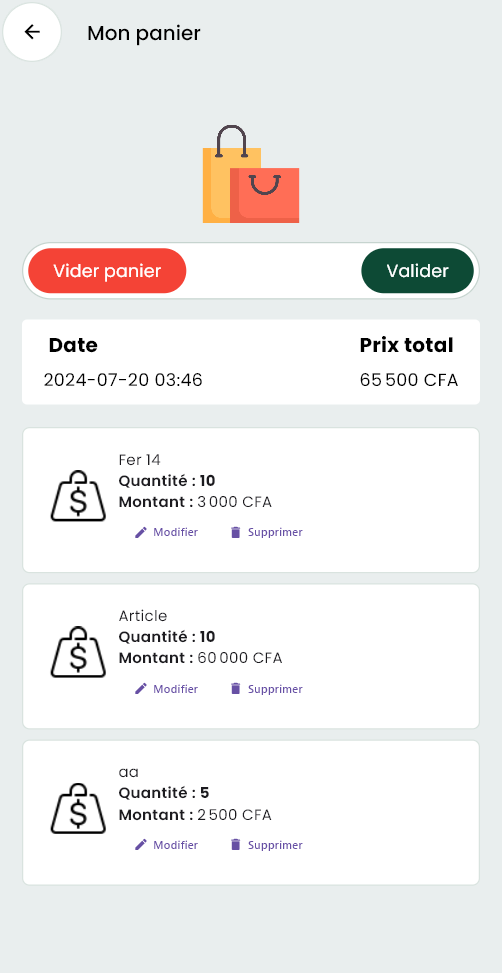 Mon panier
Vider panier
Valider
Date
Prix total
2024-07-20 03:46
65 500 CFA
Fer 14
Quantité : 10
Montant : 3 000 CFA
Modifier
Supprimer
Article
Quantité : 10
Montant : 60 000 CFA
Modifier
Supprimer
aa
Quantité : 5
Montant : 2 500 CFA
Modifier
Supprimer